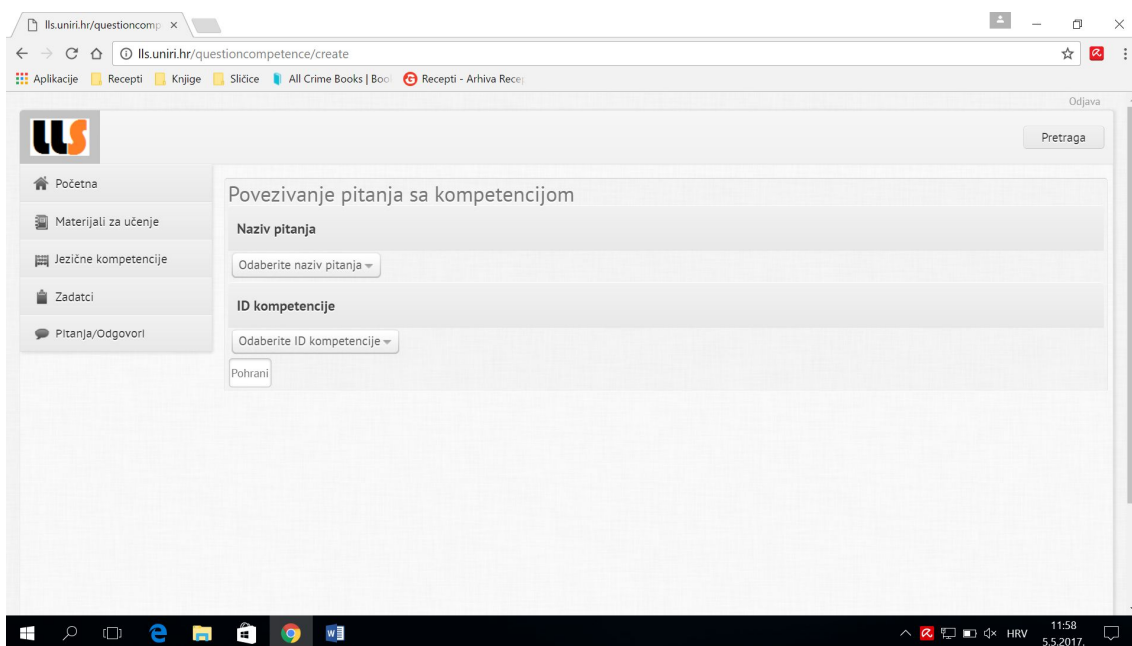 lls.uniri.hr/questioncomp
lls.uniri.hr/questioncompetence/create
Aplikacije Recepti Knjige Sličice All Crime Books | Boo Recepti - Arhiva Rece
Odjava
LLS
Pretraga
Početna
Materijali za učenje
Jezične kompetencije
Zadatci
Pitanja/Odgovori
Povezivanje pitanja sa kompetencijom
Naziv pitanja
Odaberite naziv pitanja
ID kompetencije
Odaberite ID kompetencije
Pohrani
HRV
11:58
5.5.2017.